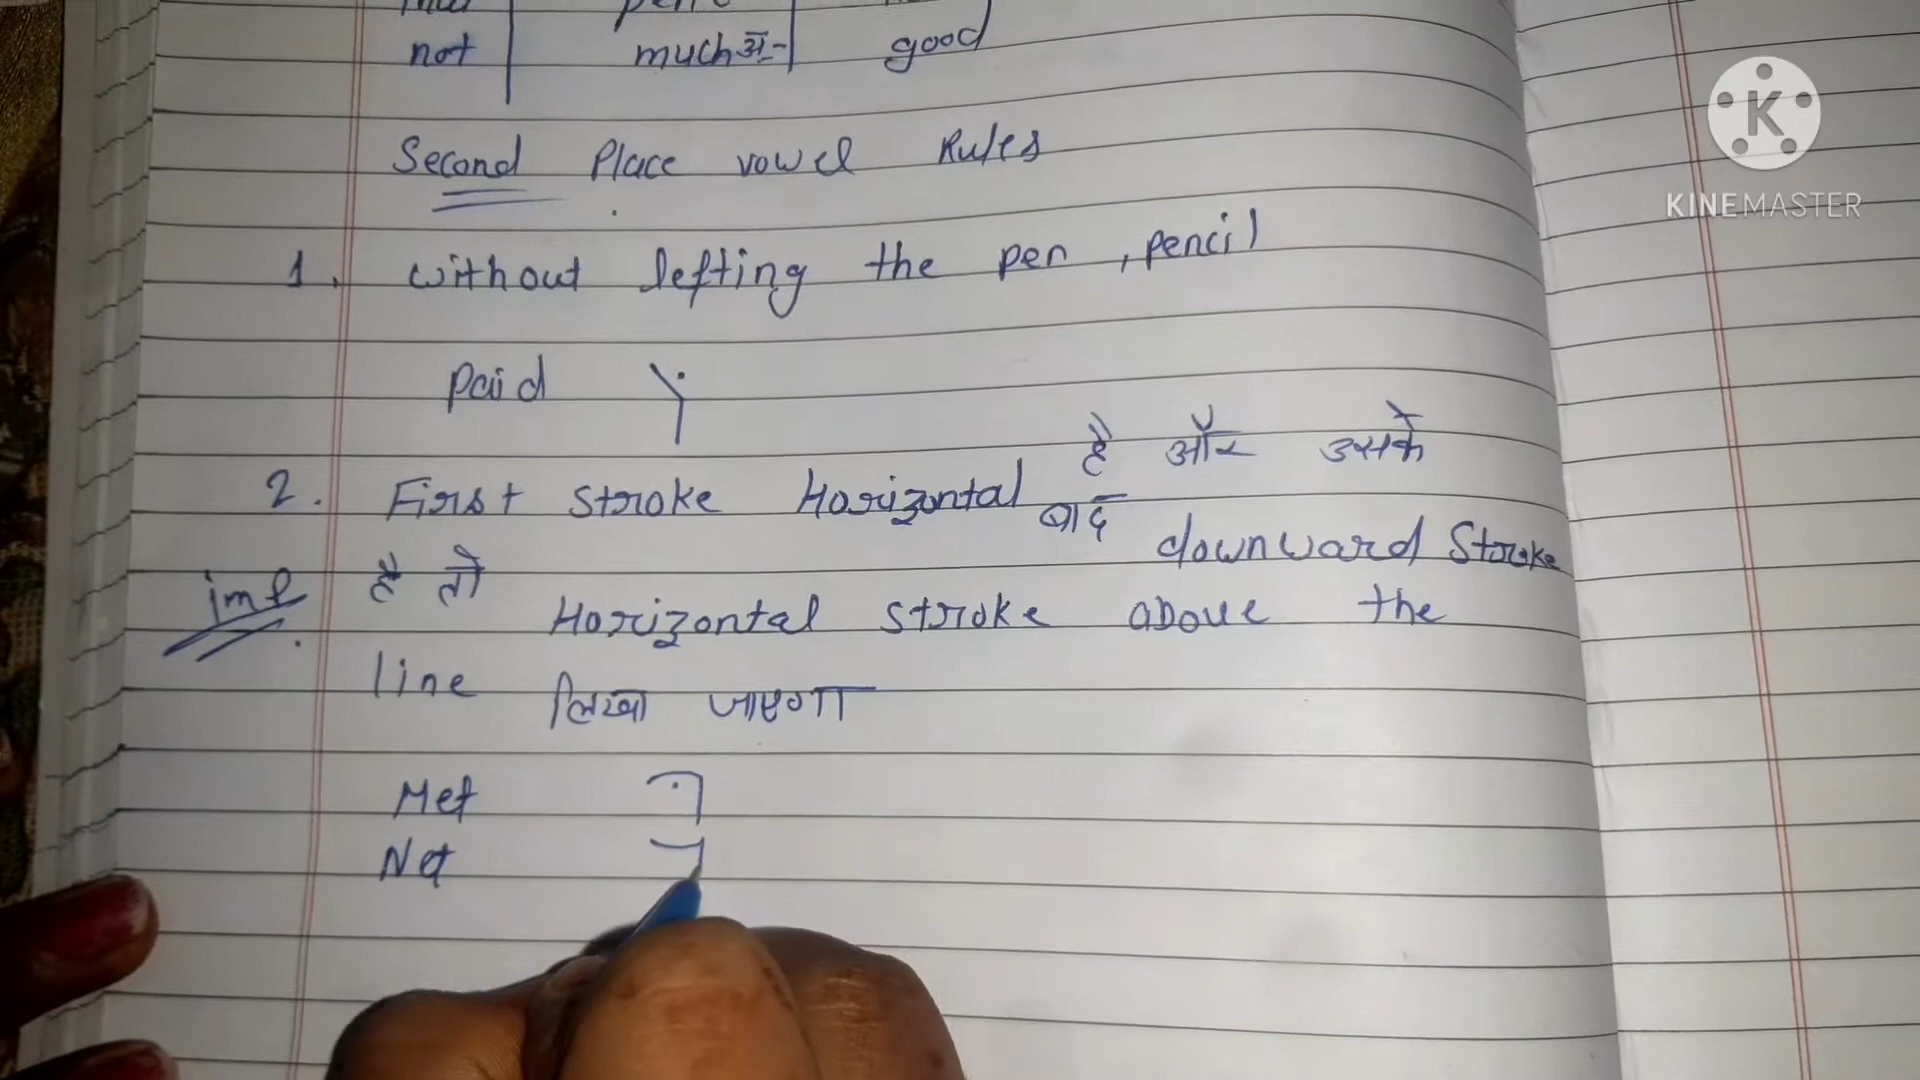 not much अ- good
Second Place vowel Rules
1. without lefting the pen, pencil
Paid
2. First Stroke Horizontal है और उसके
बाद downward Stroke
imp है तो Horizontal stroke above the
line लिखा जाएगा
Met
Net
K
KINEMASTER